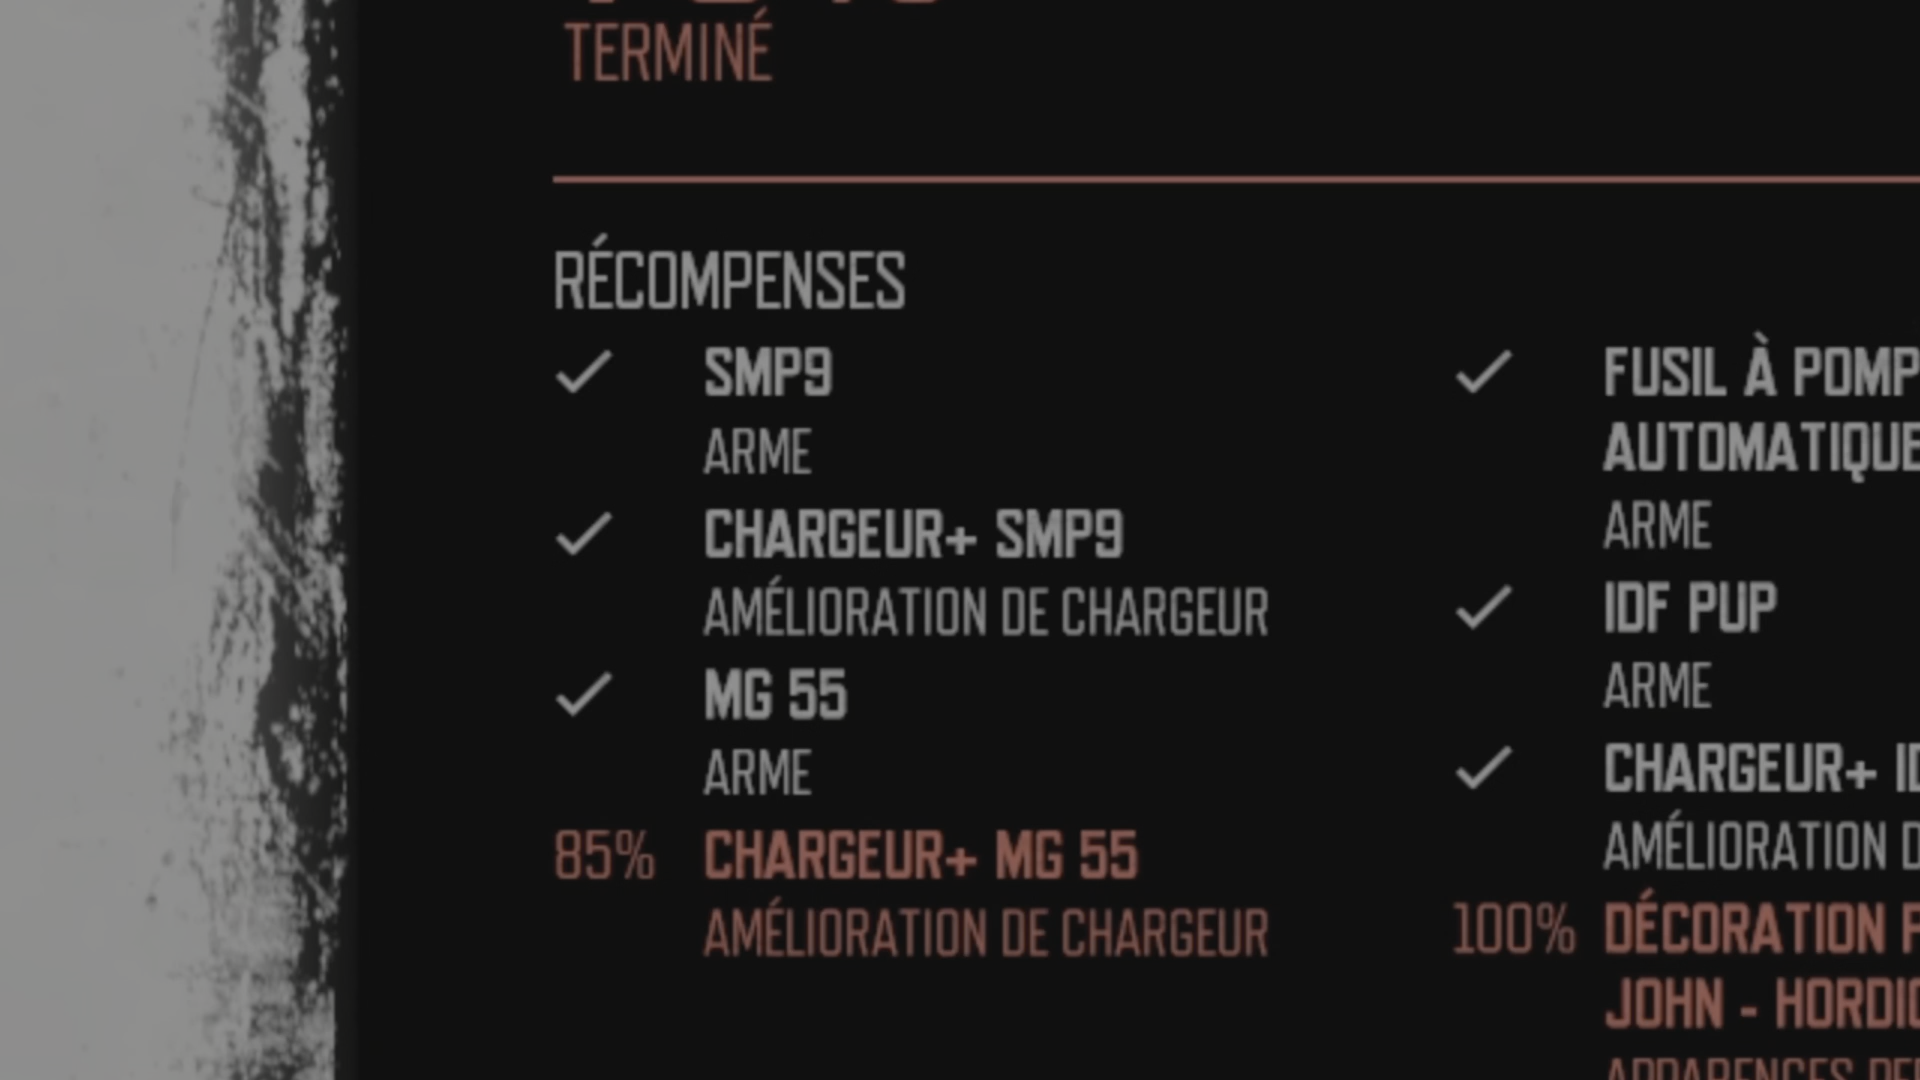 TERMINÉ
RÉCOMPENSES
SMP9
ARME
CHARGEUR+ SMP9
AMÉLIORATION DE CHARGEUR
MG 55
ARME
85% CHARGEUR+ MG 55
AMÉLIORATION DE CHARGEUR
FUSIL À POMP
AUTOMATIQUE
ARME
IDF PUP
ARME
CHARGEUR+
AMÉLIORATION
100% DÉCORATION
JOHN - HORDI